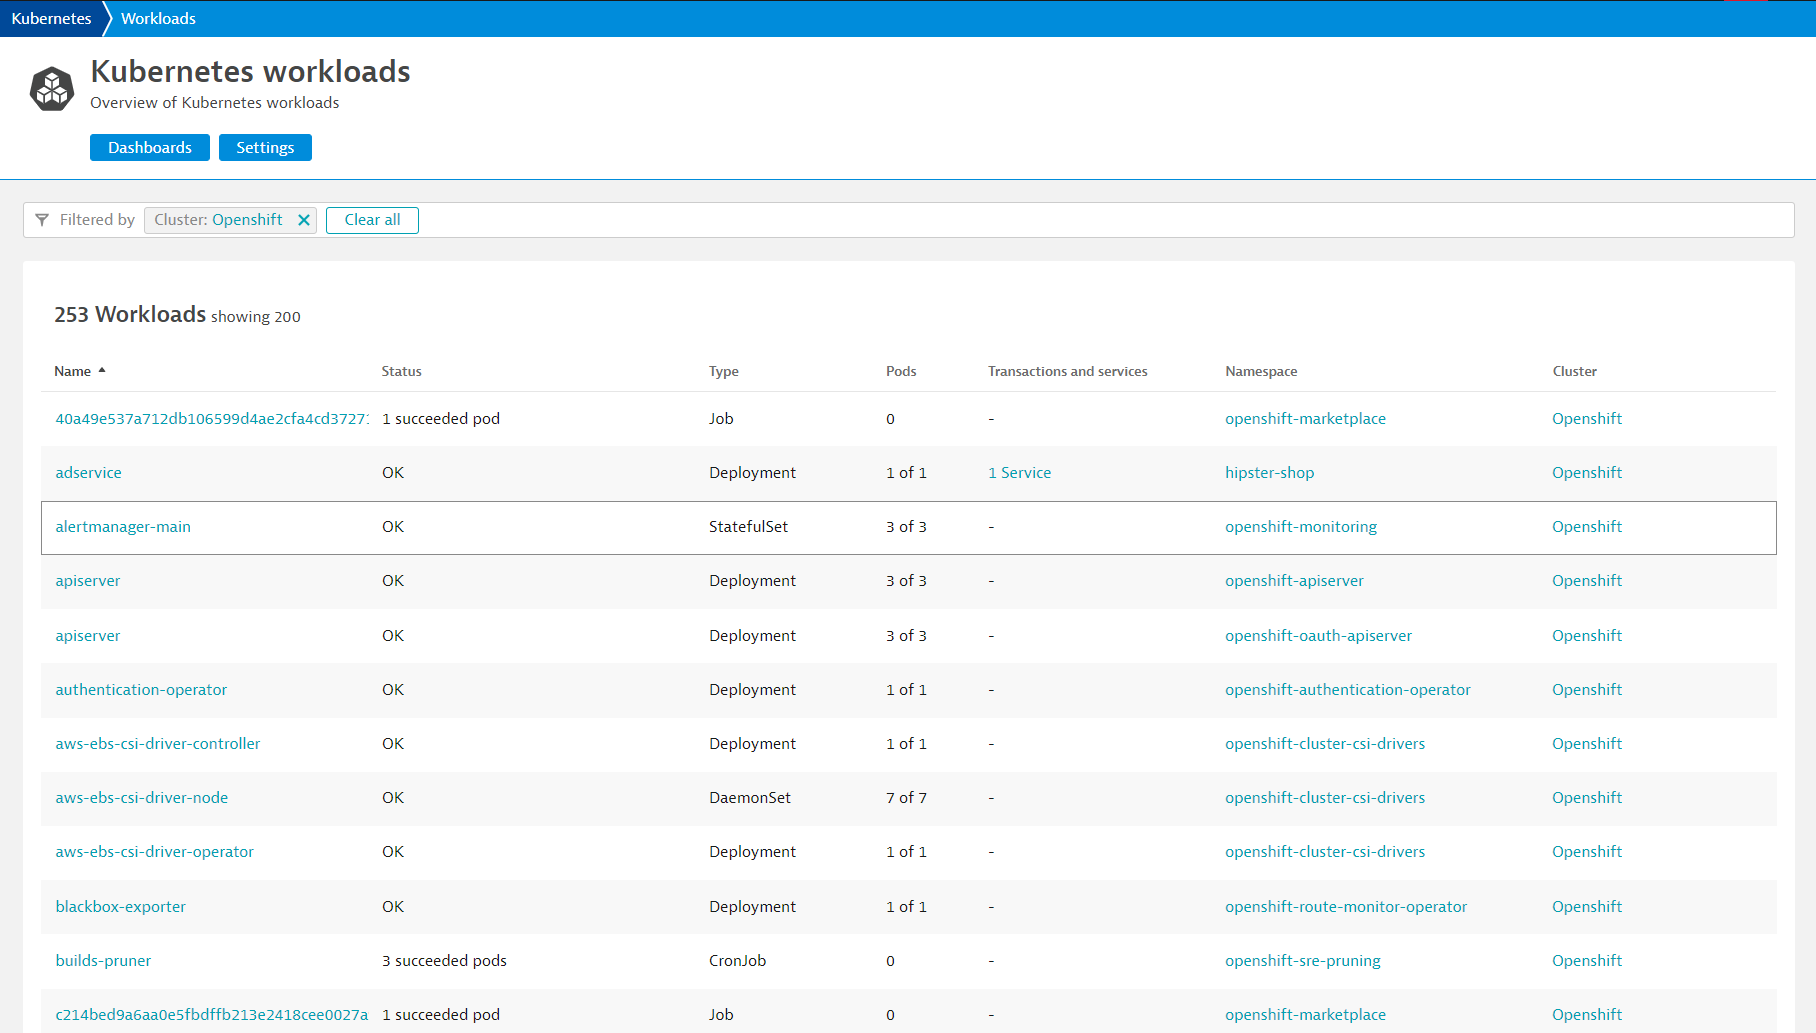 Kubernetes Workloads
Kubernetes workloads
Overview of Kubernetes workloads
Dashboards Settings
Filtered by Cluster: Openshift Clear all
253 Workloads showing 200
Name Status Type Pods Transactions and services Namespace Cluster
40a49e537a712db106599d4ae2cfa4cd3727 1 succeeded pod Job 0 - openshift-marketplace Openshift
adservice OK Deployment 1 of 1 1 Service hipster-shop Openshift
alertmanager-main OK StatefulSet 3 of 3 - openshift-monitoring Openshift
apiserver OK Deployment 3 of 3 - openshift-apiserver Openshift
apiserver OK Deployment 3 of 3 - openshift-oauth-apiserver Openshift
authentication-operator OK Deployment 1 of 1 - openshift-authentication-operator Openshift
aws-ebs-csi-driver-controller OK Deployment 1 of 1 - openshift-cluster-csi-drivers Openshift
aws-ebs-csi-driver-node OK DaemonSet 7 of 7 - openshift-cluster-csi-drivers Openshift
aws-ebs-csi-driver-operator OK Deployment 1 of 1 - openshift-cluster-csi-drivers Openshift
blackbox-exporter OK Deployment 1 of 1 - openshift-route-monitor-operator Openshift
builds-pruner 3 succeeded pods CronJob 0 - openshift-sre-pruning Openshift
c214bed9a6aa0e5fbdffb213e2418cee0027a 1 succeeded pod Job 0 - openshift-marketplace Openshift